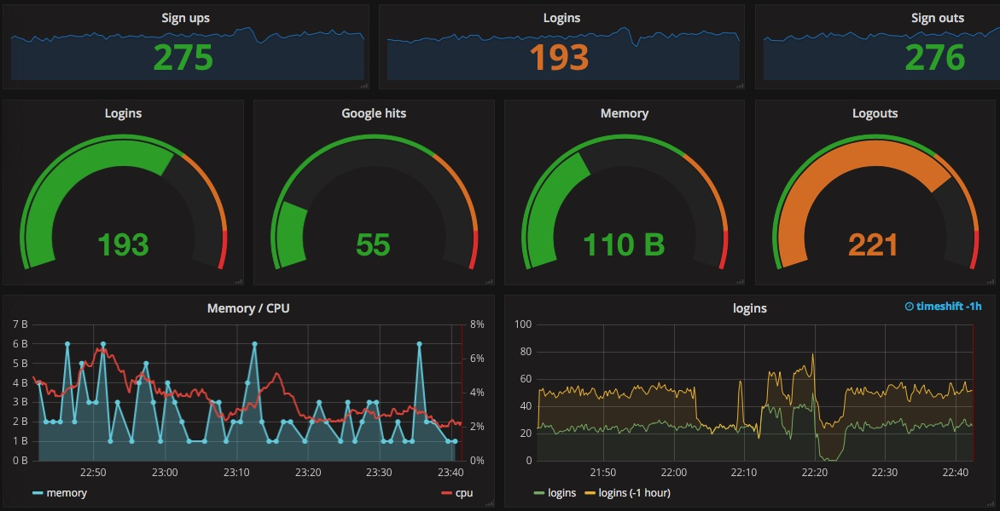 Sign ups
Logins
Sign outs
275
193
276
Logins
Google hits
Memory
Logouts
193
55
110 B
221
Memory / CPU
7 B
6 B
5 B
4 B
3 B
2 B
1 B
0 B
8%
6%
4%
2%
0%
22:50 23:00 23:10 23:20 23:30 23:40
memory
cpu
logins
timeshift -1h
100
80
60
40
20
0
21:50 22:00 22:10 22:20 22:30 22:40
logins logins (-1 hour)